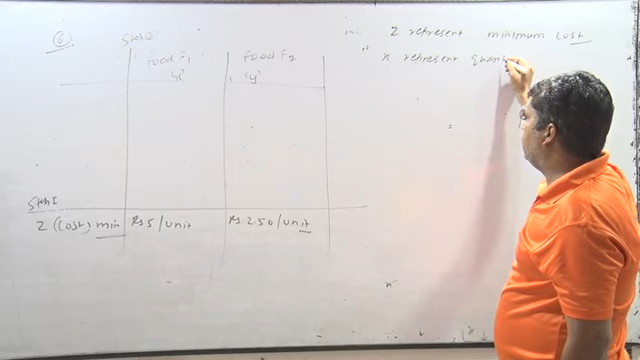 6
Step 2
Food F1
Food F2
'x'
'y'
Step I
Z (Cost) min
Rs 5 / Unit
Rs 2.50 / Unit
Z represent minimum Cost
x represent quant